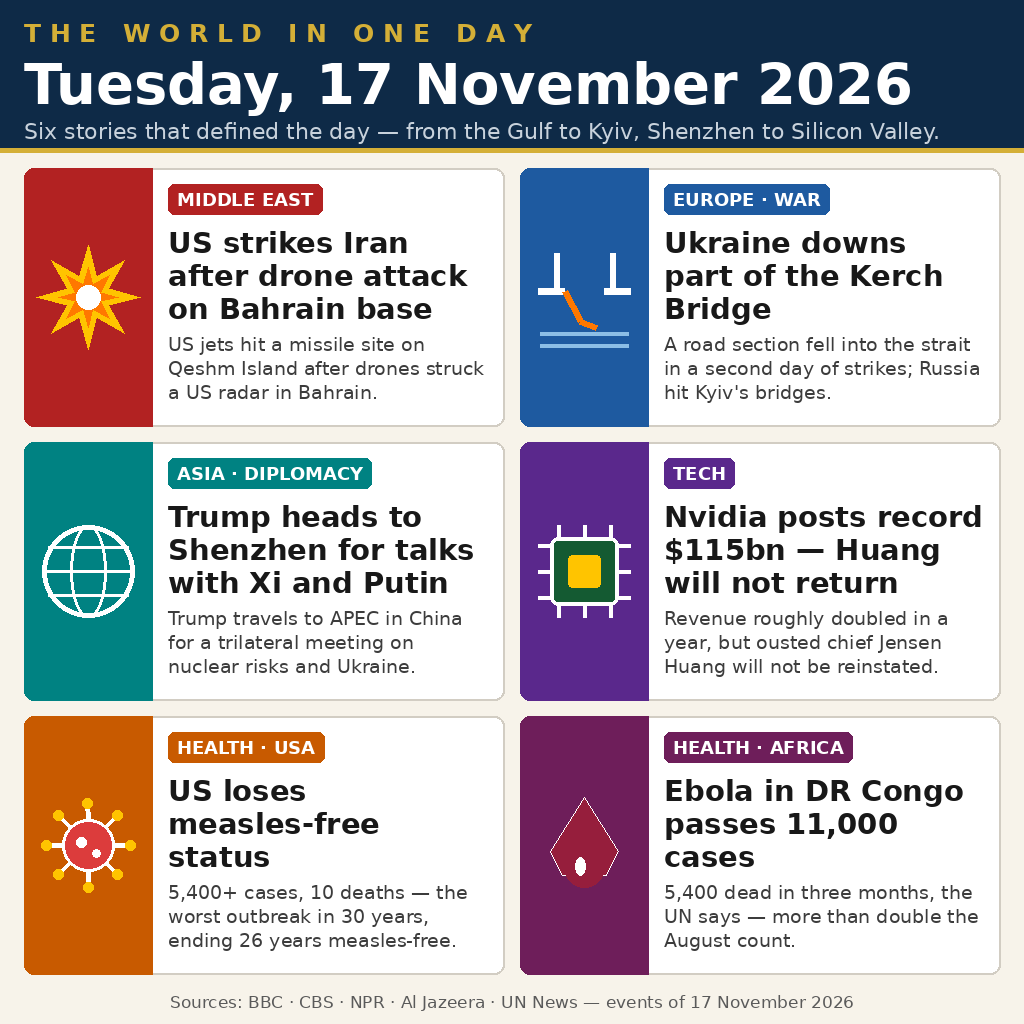 THE WORLD IN ONE DAY
Tuesday, 17 November 2026
Six stories that defined the day — from the Gulf to Kyiv, Shenzhen to Silicon Valley.
MIDDLE EAST
US strikes Iran
after drone attack
on Bahrain base
US jets hit a missile site on
Qeshm Island after drones struck
a US radar in Bahrain.
EUROPE · WAR
Ukraine downs
part of the Kerch
Bridge
A road section fell into the strait
in a second day of strikes; Russia
hit Kyiv's bridges.
ASIA · DIPLOMACY
Trump heads to
Shenzhen for talks
with Xi and Putin
Trump travels to APEC in China
for a trilateral meeting on
nuclear risks and Ukraine.
TECH
Nvidia posts record
$115bn — Huang
will not return
Revenue roughly doubled in a
year, but ousted chief Jensen
Huang will not be reinstated.
HEALTH · USA
US loses
measles-free
status
5,400+ cases, 10 deaths — the
worst outbreak in 30 years,
ending 26 years measles-free.
HEALTH · AFRICA
Ebola in DR Congo
passes 11,000
cases
5,400 dead in three months, the
UN says — more than double the
August count.
Sources: BBC · CBS · NPR · Al Jazeera · UN News — events of 17 November 2026